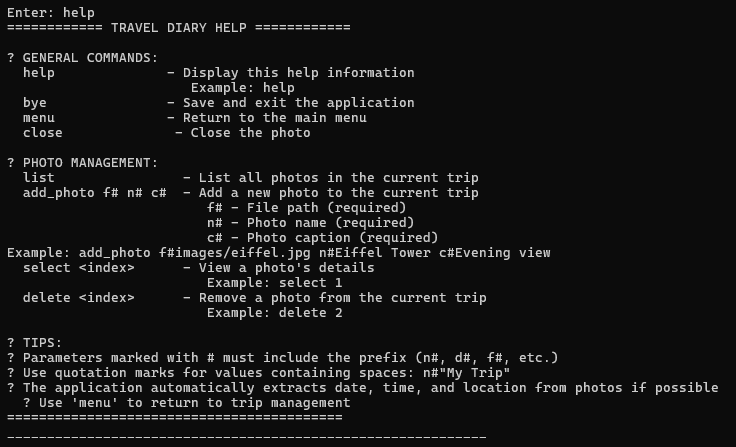 Enter: help
============ TRAVEL DIARY HELP ============

? GENERAL COMMANDS:
  help              - Display this help information
                       Example: help
  bye               - Save and exit the application
  menu              - Return to the main menu
  close              - Close the photo

? PHOTO MANAGEMENT:
  list                - List all photos in the current trip
  add_photo f# n# c#  - Add a new photo to the current trip
                         f# - File path (required)
                         n# - Photo name (required)
                         c# - Photo caption (required)
Example: add_photo f#images/eiffel.jpg n#Eiffel Tower c#Evening view
  select <index>      - View a photo's details
                         Example: select 1
  delete <index>      - Remove a photo from the current trip
                         Example: delete 2

? TIPS:
? Parameters marked with # must include the prefix (n#, d#, f#, etc.)
? Use quotation marks for values containing spaces: n#"My Trip"
? The application automatically extracts date, time, and location from photos if possible
  ? Use 'menu' to return to trip management
==========================================
____________________________________________________________